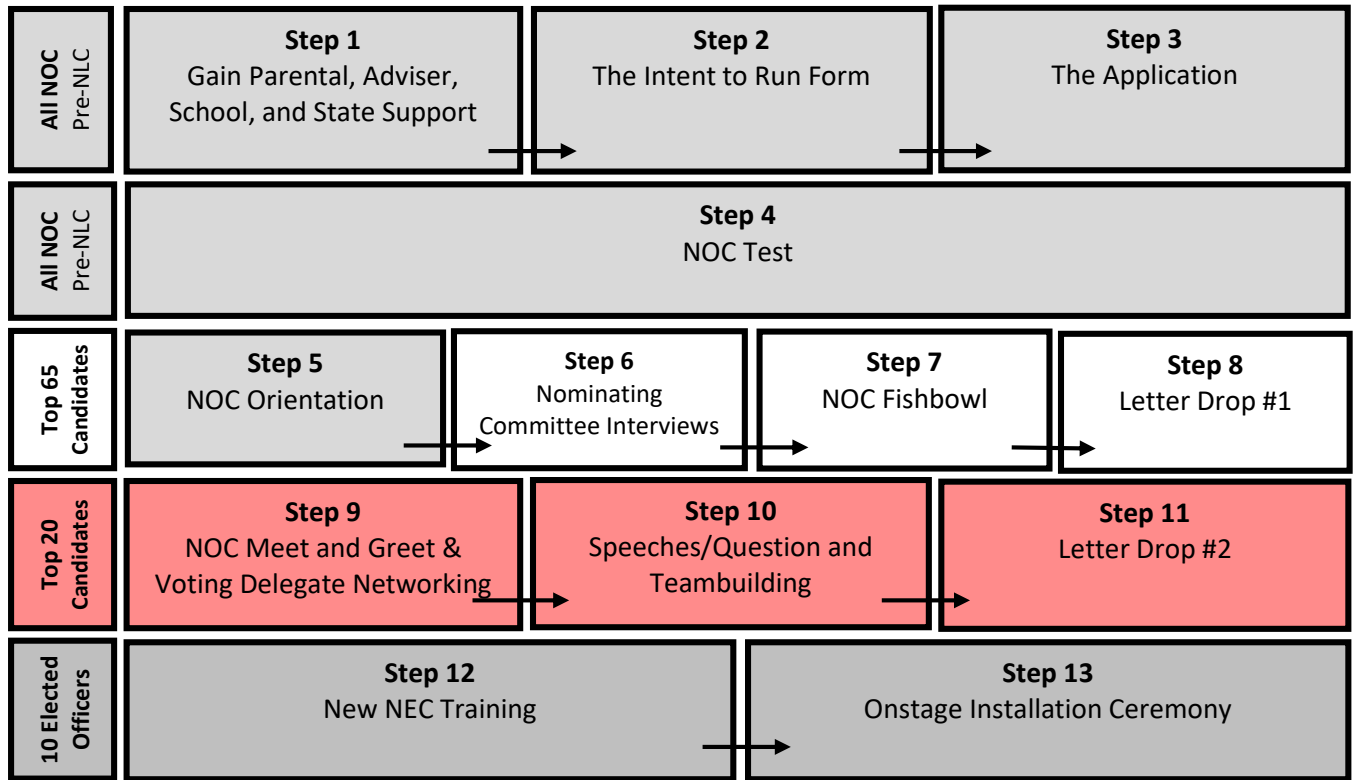 All NOC
Pre-NLC
Step 1
Gain Parental, Adviser,
School, and State Support
Step 2
The Intent to Run Form
Step 3
The Application
All NOC
Pre-NLC
Step 4
NOC Test
Top 65
Candidates
Step 5
NOC Orientation
Step 6
Nominating
Committee Interviews
Step 7
NOC Fishbowl
Step 8
Letter Drop #1
Top 20
Candidates
Step 9
NOC Meet and Greet &
Voting Delegate Networking
Step 10
Speeches/Question and
Teambuilding
Step 11
Letter Drop #2
10 Elected
Officers
Step 12
New NEC Training
Step 13
Onstage Installation Ceremony